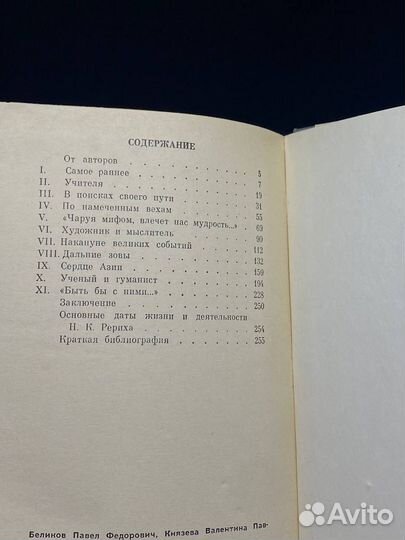 СОДЕРЖАНИЕ
От авторов . . . . . . . . . 5
I. Самое раннее . . . . . . . . 7
II. Учителя . . . . . . . . . 19
III. В поисках своего пути . . . . . 31
IV. По намеченным вехам . . . . . 55
V. «Чаруя мифом, влечет нас мудрость...» 69
VI. Художник и мыслитель . . . . . 90
VII. Накануне великих событий . . . . 112
VIII. Дальние зовы . . . . . . . 132
IX. Сердце Азии . . . . . . . . 159
X. Ученый и гуманист . . . . . . 194
XI. «Быть бы с ними...» . . . . . . 228
Заключение . . . . . . . . 250
Основные даты жизни и деятельности
Н. К. Рериха . . . . . . . 254
Краткая библиография . . . . . . 255
Беликов Павел Федорович, Князева Валентина Пав-
Avito